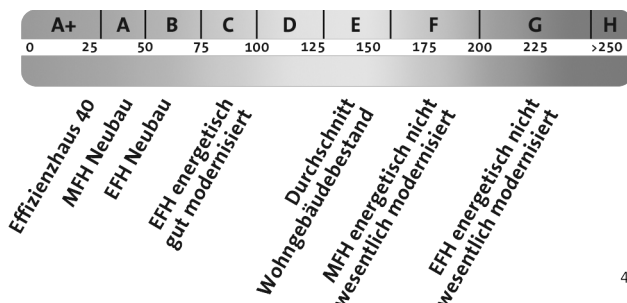 A+ A B C D E F G H
0 25 50 75 100 125 150 175 200 225 >250
Effizienzhaus 40
MFH Neubau
EFH Neubau
EFH energetisch
gut modernisiert
Durchschnitt
Wohngebäudebestand
MFH energetisch nicht
wesentlich modernisiert
EFH energetisch nicht
wesentlich modernisiert
4